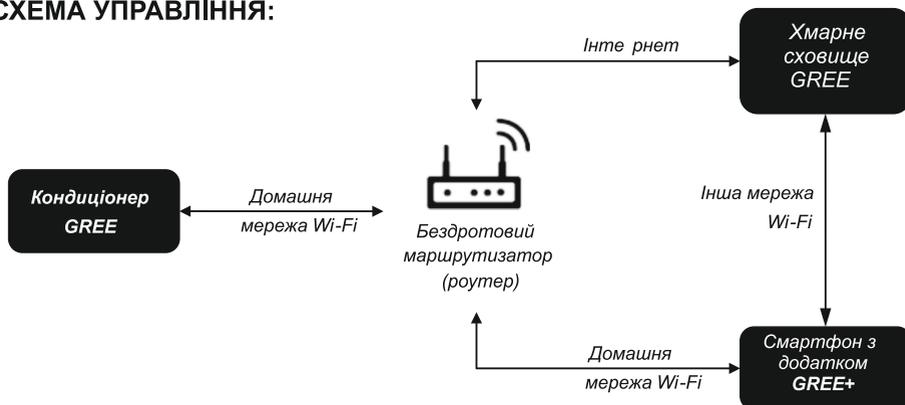 СХЕМА УПРАВЛІННЯ:
Інте рнет
Хмарне
сховище
GREE
Кондиціонер
GREE
Домашня
мережа Wi-Fi
Бездротовий
маршрутизатор
(роутер)
Інша мережа
Wi-Fi
Домашня
мережа Wi-Fi
Смартфон з
додатком
GREE+